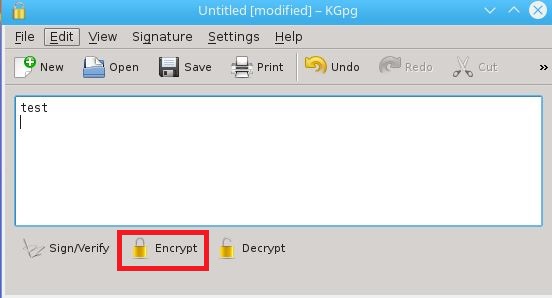 Untitled [modified] – KGpg
File Edit View Signature Settings Help
New Open Save Print Undo Redo Cut »
test
Sign/Verify Encrypt Decrypt